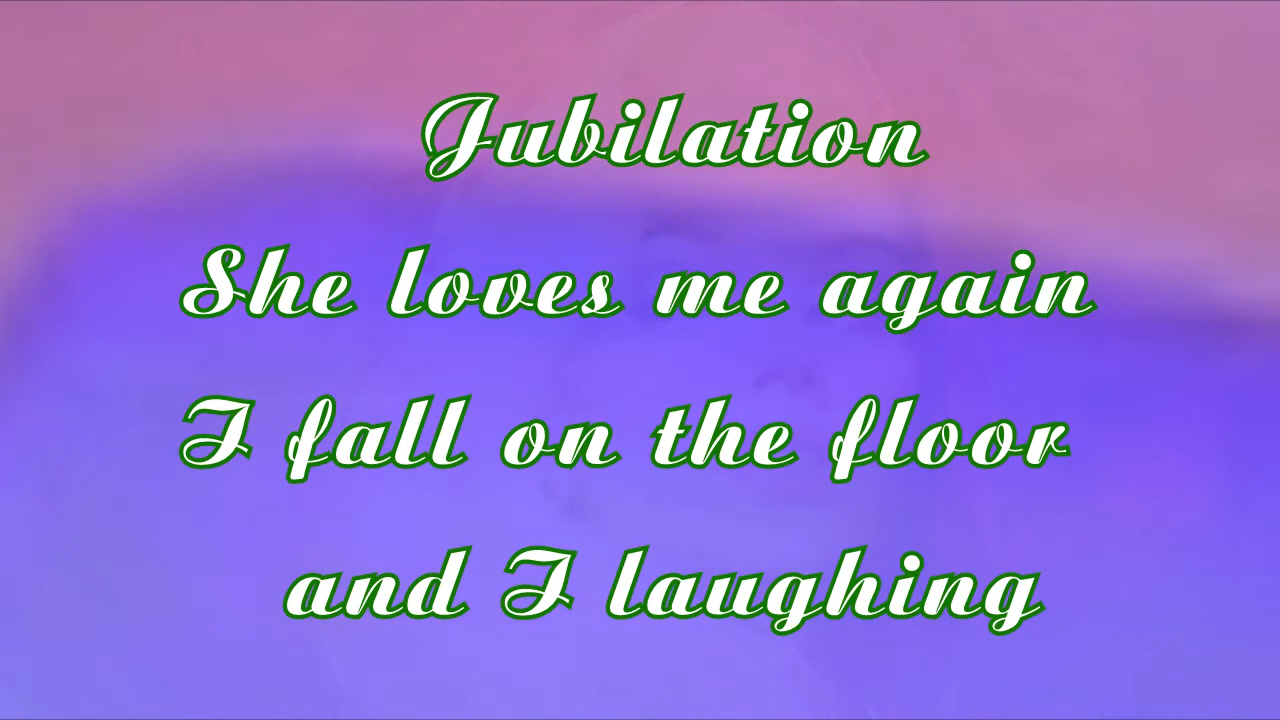 Jubilation
She loves me again
I fall on the floor
and I laughing